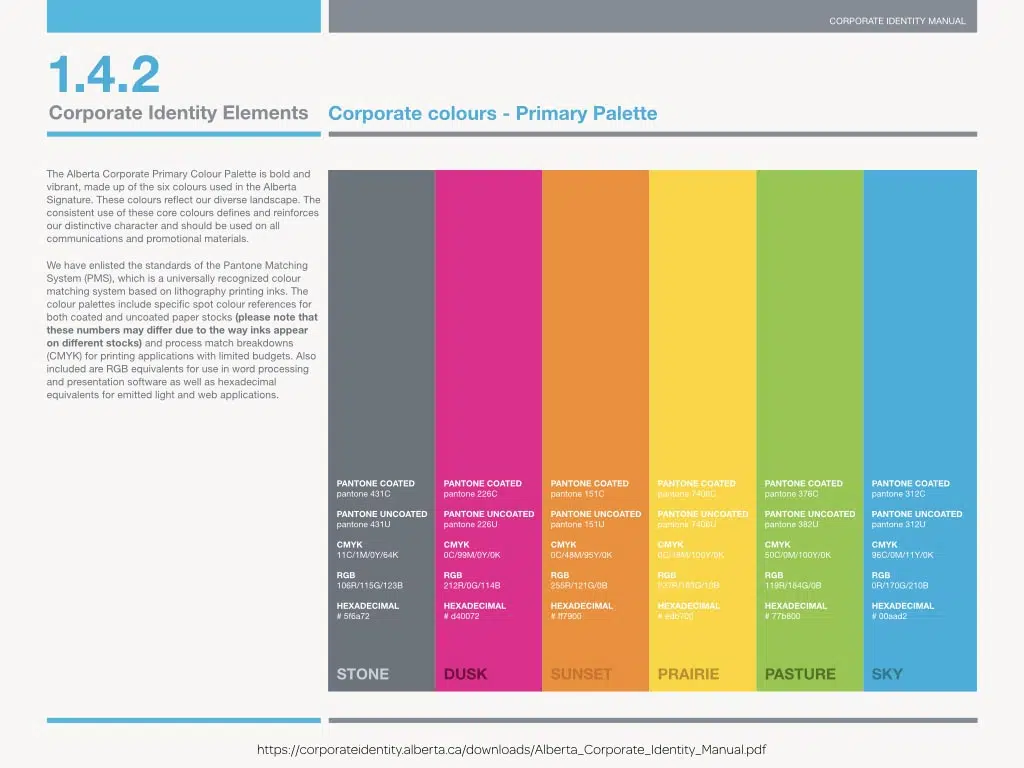 CORPORATE IDENTITY MANUAL
1.4.2
Corporate Identity Elements
Corporate colours - Primary Palette
The Alberta Corporate Primary Colour Palette is bold and
vibrant, made up of the six colours used in the Alberta
Signature. These colours reflect our diverse landscape. The
consistent use of these core colours defines and reinforces
our distinctive character and should be used on all
communications and promotional materials.
We have enlisted the standards of the Pantone Matching
System (PMS), which is a universally recognized colour
matching system based on lithography printing inks. The
colour palettes include specific spot colour references for
both coated and uncoated paper stocks (please note that
these numbers may differ due to the way inks appear
on different stocks) and process match breakdowns
(CMYK) for printing applications with limited budgets. Also
included are RGB equivalents for use in word processing
and presentation software as well as hexadecimal
equivalents for emitted light and web applications.
PANTONE COATED
pantone 431C
PANTONE UNCOATED
pantone 431U
CMYK
11C/1M/0Y/64K
RGB
106R/115G/123B
HEXADECIMAL
# 5f6a72
STONE
PANTONE COATED
pantone 226C
PANTONE UNCOATED
pantone 226U
CMYK
0C/99M/0Y/0K
RGB
212R/0G/114B
HEXADECIMAL
# d40072
DUSK
PANTONE COATED
pantone 151C
PANTONE UNCOATED
pantone 151U
CMYK
0C/48M/95Y/0K
RGB
255R/121G/0B
HEXADECIMAL
# ff7900
SUNSET
PANTONE COATED
pantone 7408C
PANTONE UNCOATED
pantone 7408U
CMYK
RGB
HEXADECIMAL
PRAIRIE
PANTONE COATED
pantone 376C
PANTONE UNCOATED
pantone 382U
CMYK
50C/0M/100Y/0K
RGB
119R/184G/0B
HEXADECIMAL
# 77b800
PASTURE
PANTONE COATED
pantone 312C
PANTONE UNCOATED
pantone 312U
CMYK
96C/0M/11Y/0K
RGB
0R/170G/210B
HEXADECIMAL
# 00aad2
SKY
https://corporateidentity.alberta.ca/downloads/Alberta_Corporate_Identity_Manual.pdf